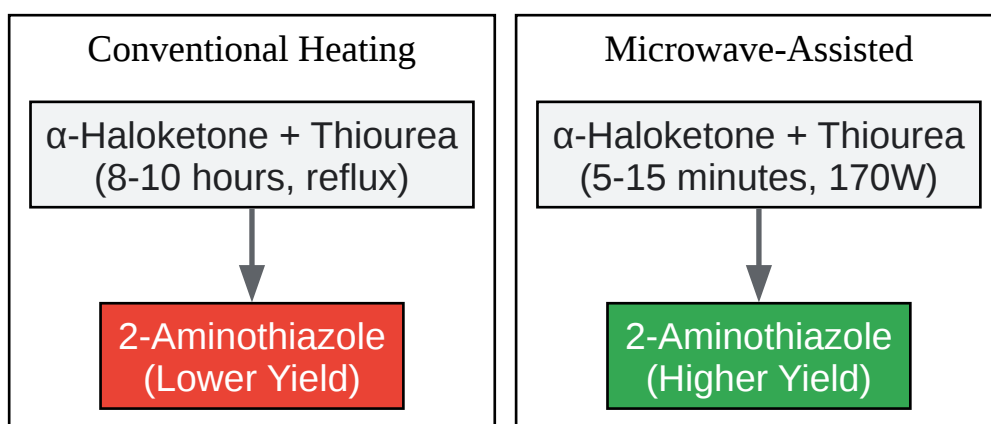 Conventional Heating
α-Haloketone + Thiourea
(8-10 hours, reflux)
2-Aminothiazole
(Lower Yield)
Microwave-Assisted
α-Haloketone + Thiourea
(5-15 minutes, 170W)
2-Aminothiazole
(Higher Yield)